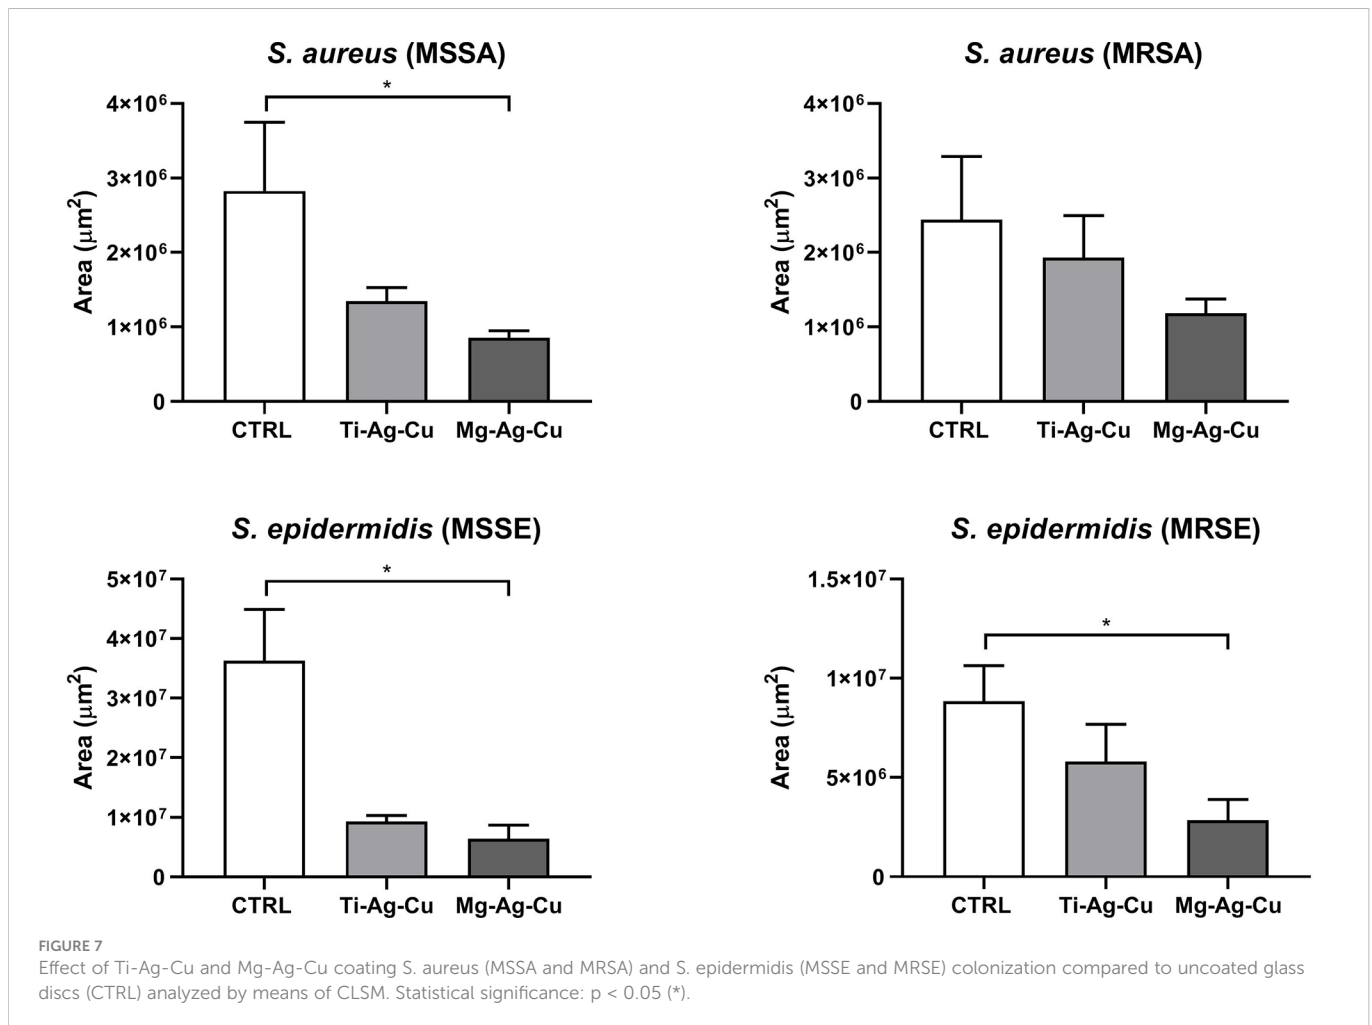 S. aureus (MSSA)
*
4×10⁶
3×10⁶
2×10⁶
1×10⁶
0
Area (μm²)
CTRL Ti-Ag-Cu Mg-Ag-Cu
S. aureus (MRSA)
4×10⁶
3×10⁶
2×10⁶
1×10⁶
0
Area (μm²)
CTRL Ti-Ag-Cu Mg-Ag-Cu
S. epidermidis (MSSE)
*
5×10⁷
4×10⁷
3×10⁷
2×10⁷
1×10⁷
0
Area (μm²)
CTRL Ti-Ag-Cu Mg-Ag-Cu
S. epidermidis (MRSE)
*
1.5×10⁷
1×10⁷
5×10⁶
0
Area (μm²)
CTRL Ti-Ag-Cu Mg-Ag-Cu
FIGURE 7
Effect of Ti-Ag-Cu and Mg-Ag-Cu coating S. aureus (MSSA and MRSA) and S. epidermidis (MSSE and MRSE) colonization compared to uncoated glass
discs (CTRL) analyzed by means of CLSM. Statistical significance: p < 0.05 (*).